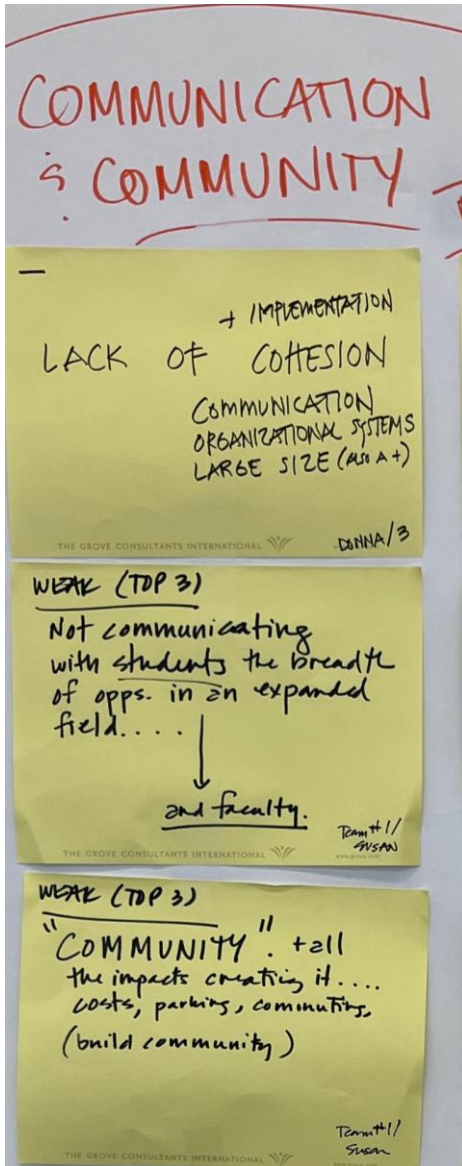 COMMUNICATION
& COMMUNITY
–
+ IMPLEMENTATION
LACK OF COHESION
COMMUNICATION
ORGANIZATIONAL SYSTEMS
LARGE SIZE (also A +)
DONNA/3
THE GROVE CONSULTANTS INTERNATIONAL
WEAK (TOP 3)
Not communicating
with students the breadth
of opps. in an expanded
field....
and faculty.
Team #1/
SUSAN
THE GROVE CONSULTANTS INTERNATIONAL
www.grove.com
WEAK (TOP 3)
"COMMUNITY". + all
the impacts creating it....
costs, parking, commuting,
(build community)
Team #1/
Susan
THE GROVE CONSULTANTS INTERNATIONAL